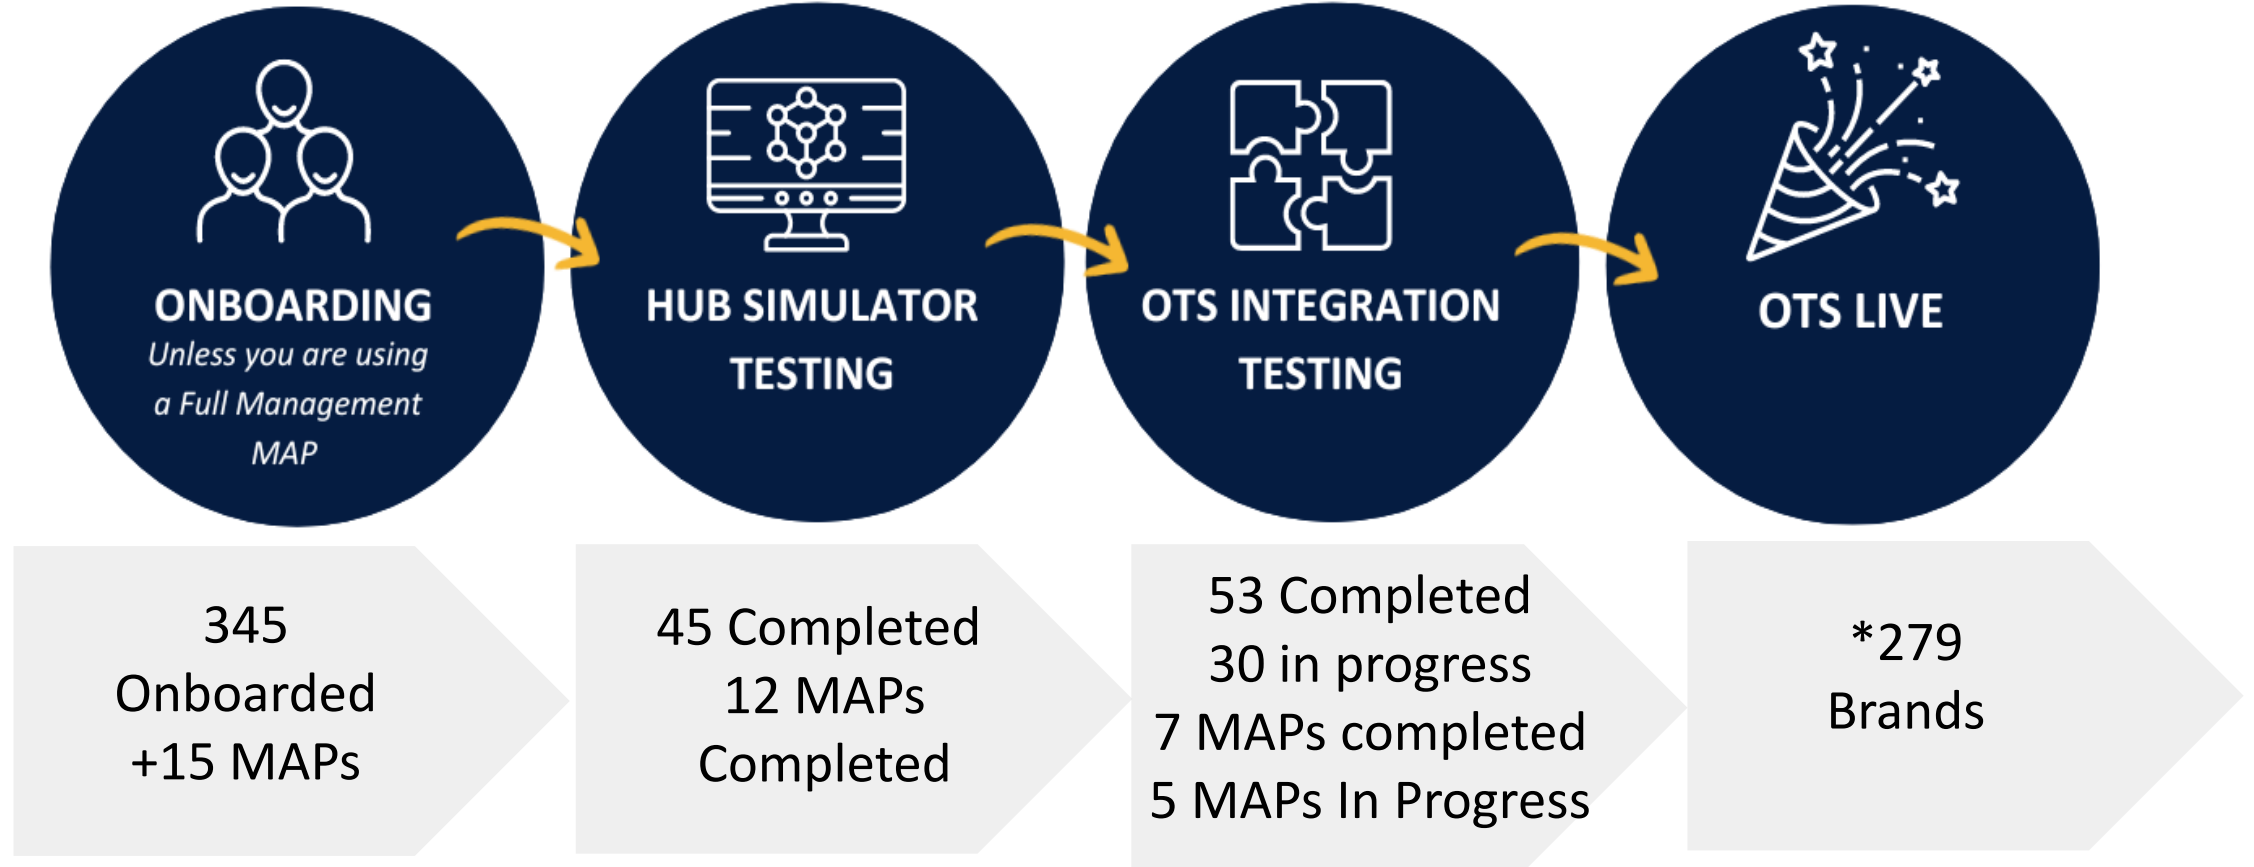 ONBOARDING
Unless you are using
a Full Management
MAP
HUB SIMULATOR
TESTING
OTS INTEGRATION
TESTING
OTS LIVE
345
Onboarded
+15 MAPs
45 Completed
12 MAPs
Completed
53 Completed
30 in progress
7 MAPs completed
5 MAPs In Progress
*279
Brands